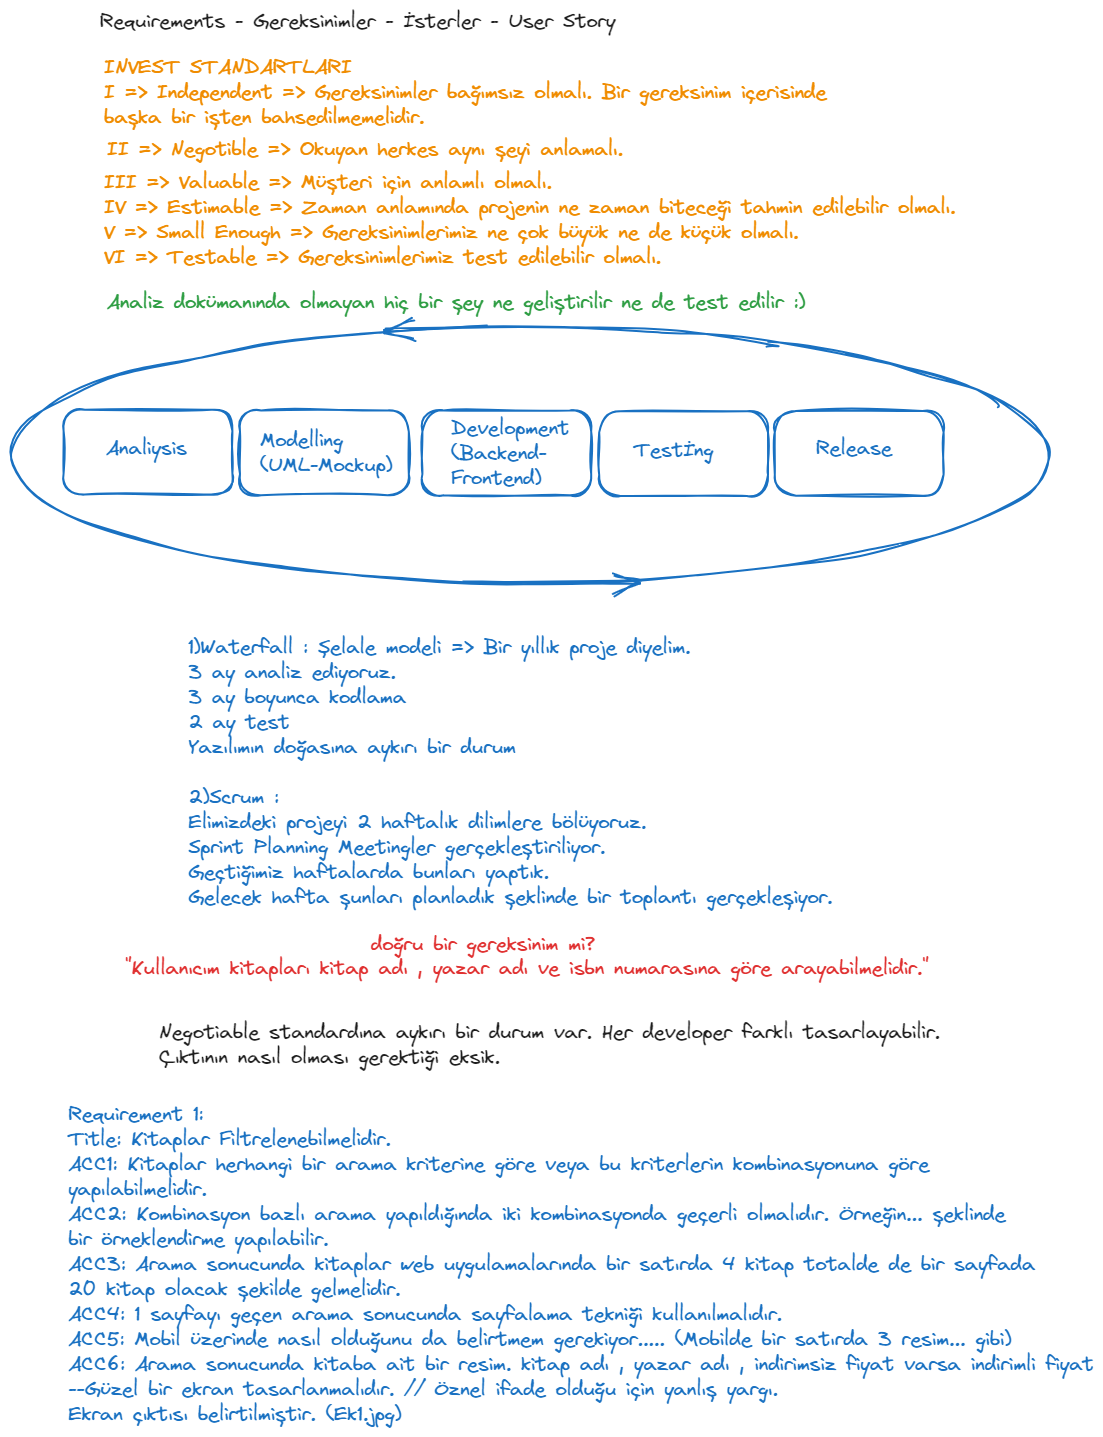 Requirements - Gereksinimler - İsterler - User Story
INVEST STANDARTLARI
I => Independent => Gereksinimler bağımsız olmalı. Bir gereksinim içerisinde
başka bir işten bahsedilmemelidir.
II => Negotible => Okuyan herkes aynı şeyi anlamalı.
III => Valuable => Müşteri için anlamlı olmalı.
IV => Estimable => Zaman anlamında projenin ne zaman biteceği tahmin edilebilir olmalı.
V => Small Enough => Gereksinimlerimiz ne çok büyük ne de küçük olmalı.
VI => Testable => Gereksinimlerimiz test edilebilir olmalı.
Analiz dokümanında olmayan hiç bir şey ne geliştirilir ne de test edilir :)
Analiysis
Modelling
(UML-Mockup)
Development
(Backend-
Frontend)
Testİng
Release
1)Waterfall : Şelale modeli => Bir yıllık proje diyelim.
3 ay analiz ediyoruz.
3 ay boyunca kodlama
2 ay test
Yazılımın doğasına aykırı bir durum
2)Scrum :
Elimizdeki projeyi 2 haftalık dilimlere bölüyoruz.
Sprint Planning Meetingler gerçekleştiriliyor.
Geçtiğimiz haftalarda bunları yaptık.
Gelecek hafta şunları planladık şeklinde bir toplantı gerçekleşiyor.
doğru bir gereksinim mi?
"Kullanıcım kitapları kitap adı , yazar adı ve isbn numarasına göre arayabilmelidir."
Negotiable standardına aykırı bir durum var. Her developer farklı tasarlayabilir.
Çıktının nasıl olması gerektiği eksik.
Requirement 1:
Title: Kitaplar Filtrelenebilmelidir.
ACC1: Kitaplar herhangi bir arama kriterine göre veya bu kriterlerin kombinasyonuna göre
yapılabilmelidir.
ACC2: Kombinasyon bazlı arama yapıldığında iki kombinasyonda geçerli olmalıdır. Örneğin... şeklinde
bir örneklendirme yapılabilir.
ACC3: Arama sonucunda kitaplar web uygulamalarında bir satırda 4 kitap totalde de bir sayfada
20 kitap olacak şekilde gelmelidir.
ACC4: 1 sayfayı geçen arama sonucunda sayfalama tekniği kullanılmalıdır.
ACC5: Mobil üzerinde nasıl olduğunu da belirtmem gerekiyor..... (Mobilde bir satırda 3 resim... gibi)
ACC6: Arama sonucunda kitaba ait bir resim. kitap adı , yazar adı , indirimsiz fiyat varsa indirimli fiyat
--Güzel bir ekran tasarlanmalıdır. // Öznel ifade olduğu için yanlış yargı.
Ekran çıktısı belirtilmiştir. (Ek1.jpg)